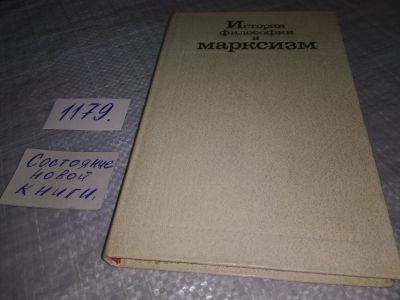 История
философии
и
марксизм
1179.
Состояние
новой
книги.